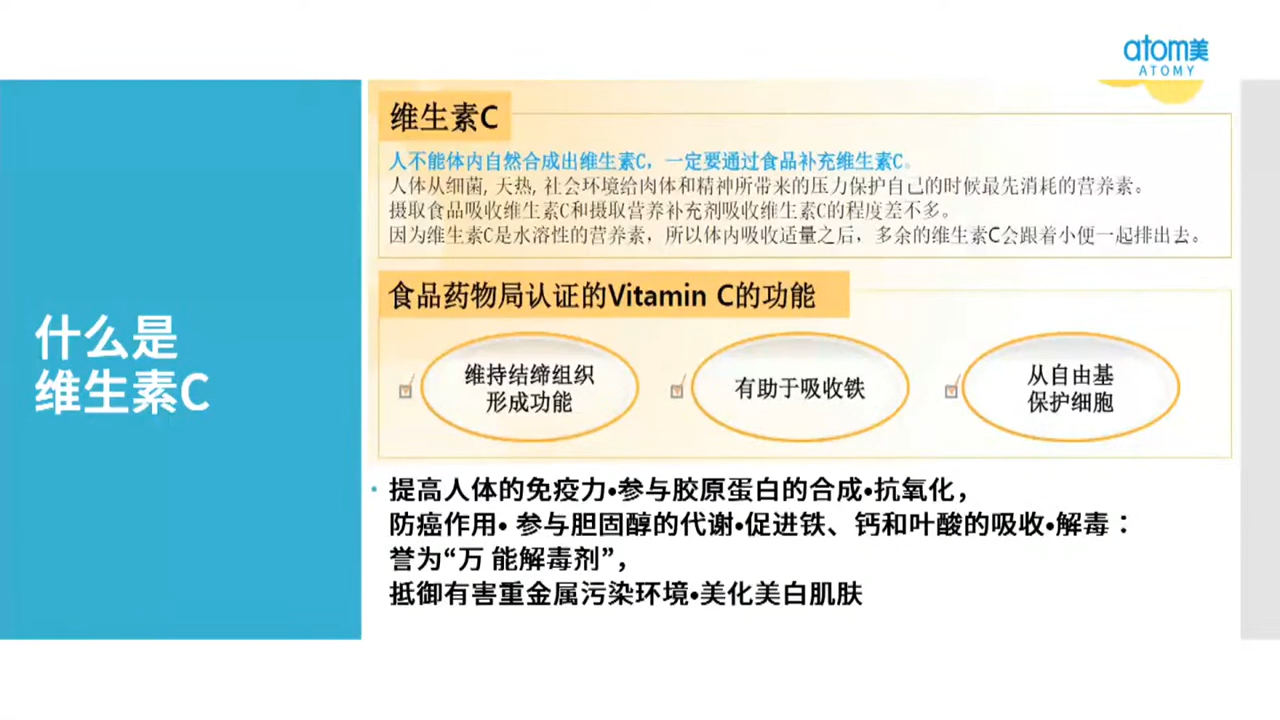 atom美
ATOMY
什么是
维生素C
维生素C
人不能体内自然合成出维生素C，一定要通过食品补充维生素C。
人体从细菌, 天热, 社会环境给肉体和精神所带来的压力保护自己的时候最先消耗的营养素。
摄取食品吸收维生素C和摄取营养补充剂吸收维生素C的程度差不多。
因为维生素C是水溶性的营养素，所以体内吸收适量之后，多余的维生素C会跟着小便一起排出去。
食品药物局认证的Vitamin C的功能
维持结缔组织
形成功能
有助于吸收铁
从自由基
保护细胞
提高人体的免疫力•参与胶原蛋白的合成•抗氧化，
防癌作用• 参与胆固醇的代谢•促进铁、钙和叶酸的吸收•解毒：
誉为“万 能解毒剂”，
抵御有害重金属污染环境•美化美白肌肤